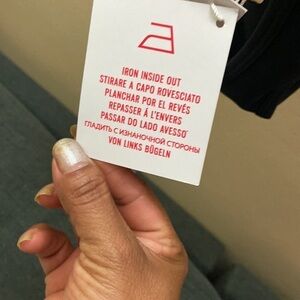 IRON INSIDE OUT
STIRARE A CAPO ROVESCIATO
PLANCHAR POR EL REVÉS
REPASSER Á L'ENVERS
PASSAR DO LADO AVESSO
ГЛАДИТЬ С ИЗНАНОЧНОЙ СТОРОНЫ
VON LINKS BÜGELN